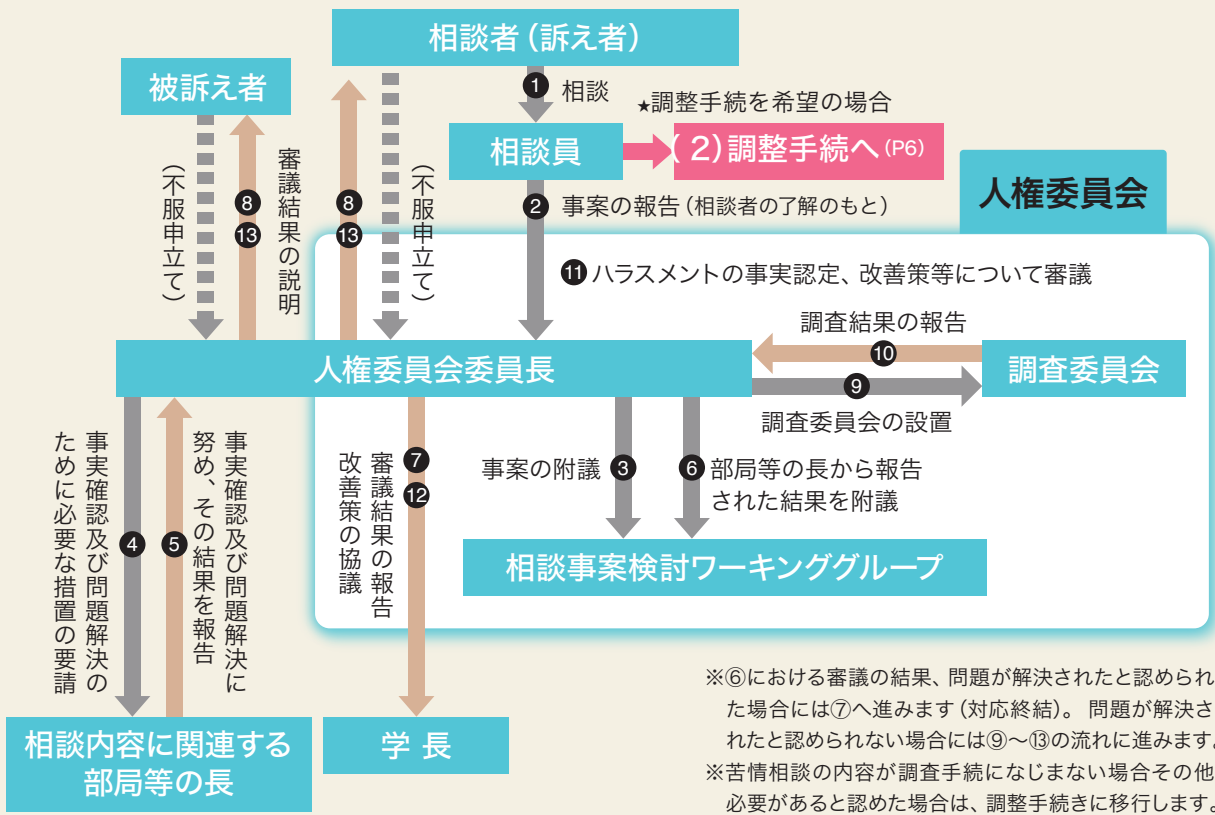 相談者（訴え者）
被訴え者
❶ 相談
★調整手続を希望の場合
相談員
（2）調整手続へ（P6）
人権委員会
❷ 事案の報告（相談者の了解のもと）
（不服申立て）
❽
⓭
審議結果の説明
❽
⓭
（不服申立て）
⓫ハラスメントの事実認定、改善策等について審議
調査結果の報告
❿
人権委員会委員長
調査委員会
❾
調査委員会の設置
事実確認及び問題解決の
ために必要な措置の要請
❹
❺
事実確認及び問題解決に
努め、その結果を報告
❼
⓬
審議結果の報告
改善策の協議
事案の附議 ❸
❻ 部局等の長から報告
された結果を附議
相談事案検討ワーキンググループ
相談内容に関連する
部局等の長
学 長
※⑥における審議の結果、問題が解決されたと認められ
た場合には⑦へ進みます（対応終結）。 問題が解決さ
れたと認められない場合には⑨～⑬の流れに進みます。
※苦情相談の内容が調査手続になじまない場合その他
必要があると認めた場合は、調整手続きに移行します。